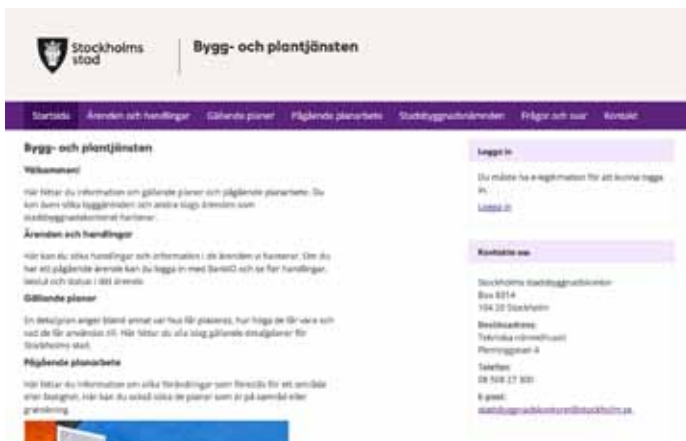 Stockholms
stad
Bygg- och plantjänsten
Startsida Ärenden och handlingar Gällande planer Pågående planarbete Stadsbyggnadsnämnden Frågor och svar Kontakt
Bygg- och plantjänsten
Välkommen!
Här hittar du information om gällande planer och pågående planarbete. Du
kan även söka byggärenden och andra slags ärenden som
stadsbyggnadskontoret hanterar.
Ärenden och handlingar
Här kan du söka handlingar och information i de ärenden vi hanterar. Om du
har ett pågående ärende kan du logga in med BankID och se fler handlingar,
beslut och status i ditt ärende.
Gällande planer
En detaljplan anger bland annat var hus får placeras, hur höga de får vara och
vad de får användas till. Här hittar du alla idag gällande detaljplaner för
Stockholms stad.
Pågående planarbete
Här hittar du information om olika förändringar som föreslås för ett område
eller fastighet. Här kan du också söka de planer som är på samråd eller
granskning.
Logga in
Du måste ha e-legitimation för att kunna logga
in.
Logga in
Kontakta oss
Stockholms stadsbyggnadskontor
Box 8314
104 20 Stockholm
Besöksadress:
Tekniska nämndhuset
Fleminggatan 4
Telefon:
08 508 27 300
E-post:
stadsbyggnadskontoret@stockholm.se